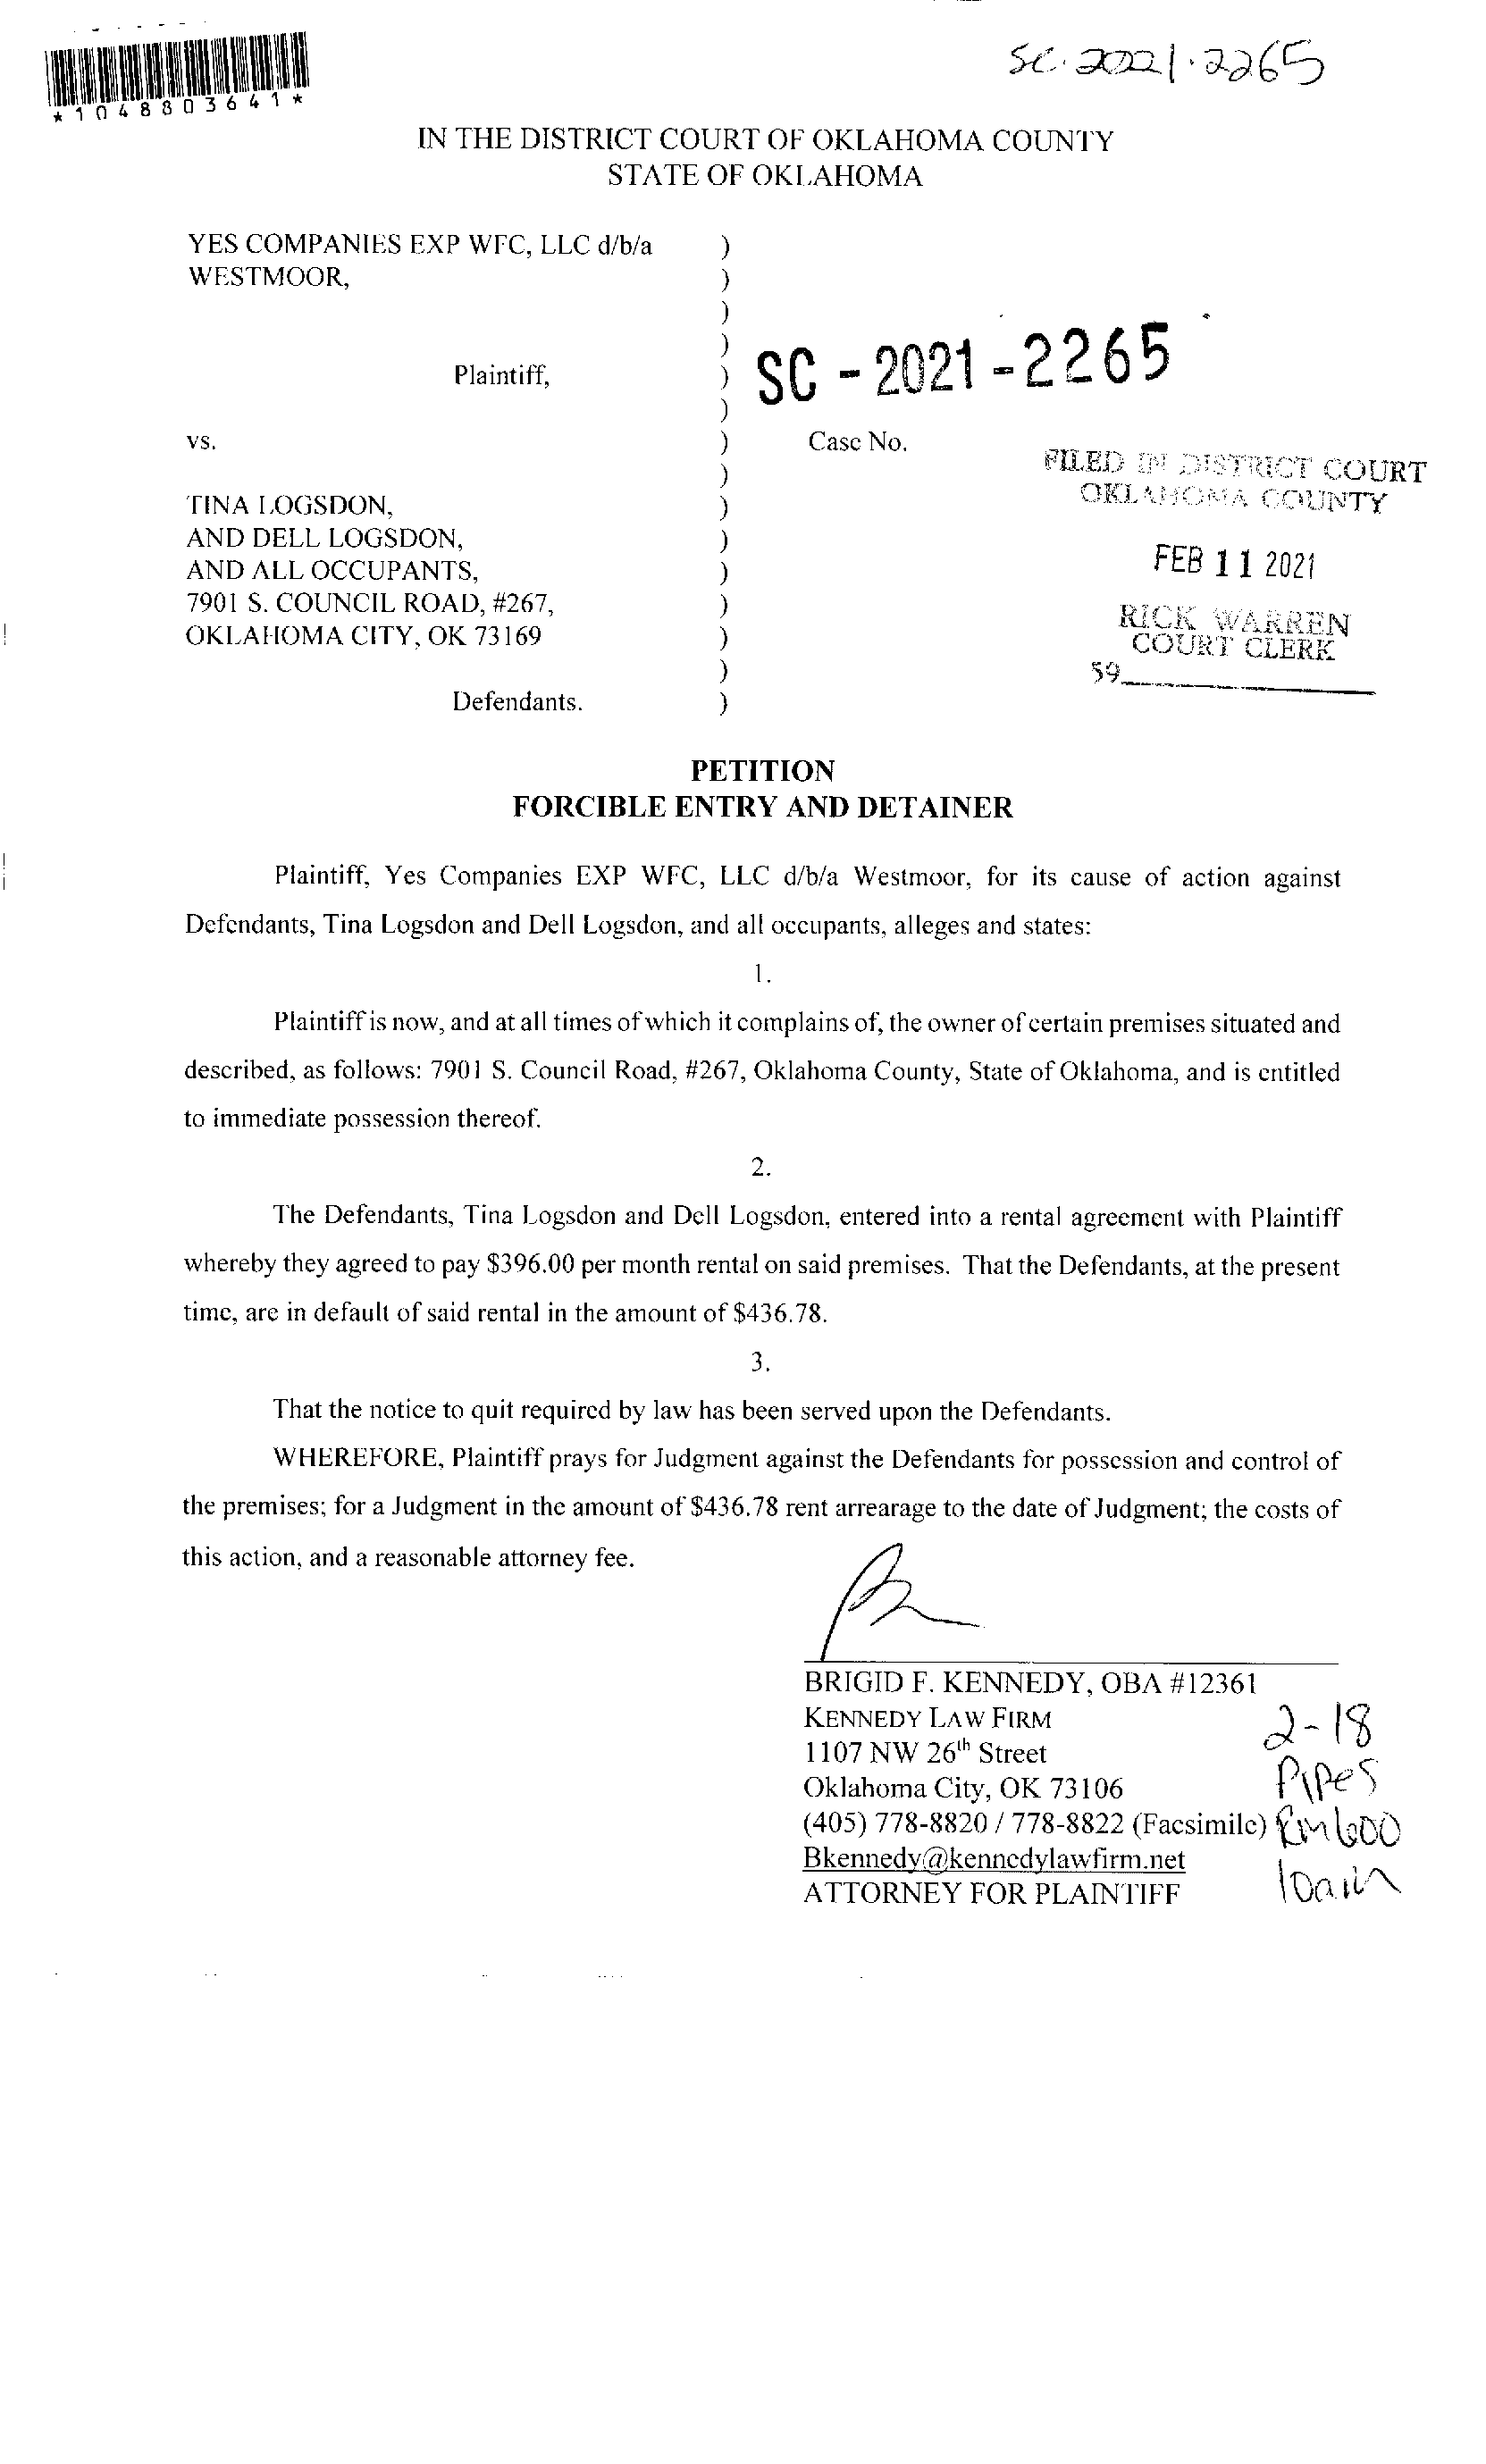 *1048803641*
SC.2021.2265
IN THE DISTRICT COURT OF OKLAHOMA COUNTY
STATE OF OKLAHOMA
YES COMPANIES EXP WFC, LLC d/b/a )
WESTMOOR, )
)
)
Plaintiff, )
SC-2021-2265
)
vs. ) Case No.
)
TINA LOGSDON, )
AND DELL LOGSDON, )
AND ALL OCCUPANTS, )
7901 S. COUNCIL ROAD, #267, )
OKLAHOMA CITY, OK 73169 )
)
Defendants. )
FILED IN DISTRICT COURT
OKLAHOMA COUNTY
FEB 11 2021
RICK WARREN
COURT CLERK
59
PETITION
FORCIBLE ENTRY AND DETAINER
Plaintiff, Yes Companies EXP WFC, LLC d/b/a Westmoor, for its cause of action against
Defendants, Tina Logsdon and Dell Logsdon, and all occupants, alleges and states:
1.
Plaintiff is now, and at all times of which it complains of, the owner of certain premises situated and
described, as follows: 7901 S. Council Road, #267, Oklahoma County, State of Oklahoma, and is entitled
to immediate possession thereof.
2.
The Defendants, Tina Logsdon and Dell Logsdon, entered into a rental agreement with Plaintiff
whereby they agreed to pay $396.00 per month rental on said premises. That the Defendants, at the present
time, are in default of said rental in the amount of $436.78.
3.
That the notice to quit required by law has been served upon the Defendants.
WHEREFORE, Plaintiff prays for Judgment against the Defendants for possession and control of
the premises; for a Judgment in the amount of $436.78 rent arrearage to the date of Judgment; the costs of
this action, and a reasonable attorney fee.
BRIGID F. KENNEDY, OBA #12361
KENNEDY LAW FIRM
1107 NW 26th Street
Oklahoma City, OK 73106
(405) 778-8820 / 778-8822 (Facsimile)
Bkennedy@kennedylawfirm.net
ATTORNEY FOR PLAINTIFF
2-18
Pipes
Rm 600
10am